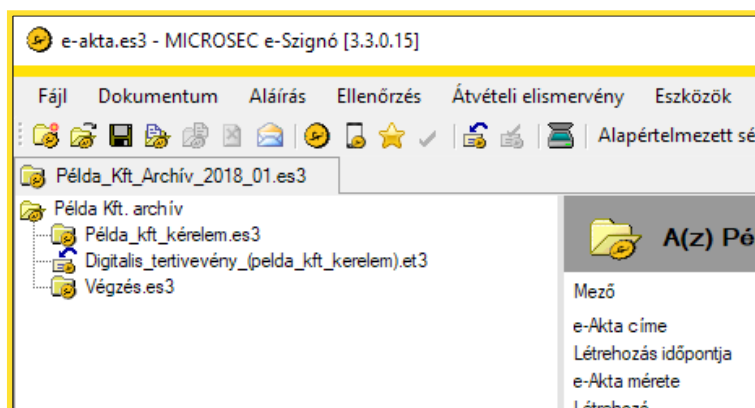 e-akta.es3 - MICROSEC e-Szignó [3.3.0.15]
Fájl Dokumentum Aláírás Ellenőrzés Átvételi elismervény Eszközök
Alapértelmezett sé
Példa_Kft_Archív_2018_01.es3
Példa Kft. archív
Példa_kft_kérelem.es3
Digitalis_tertivevény_(pelda_kft_kerelem).et3
Végzés.es3
A(z) Pé
Mező
e-Akta címe
Létrehozás időpontja
e-Akta mérete
Létrehozó